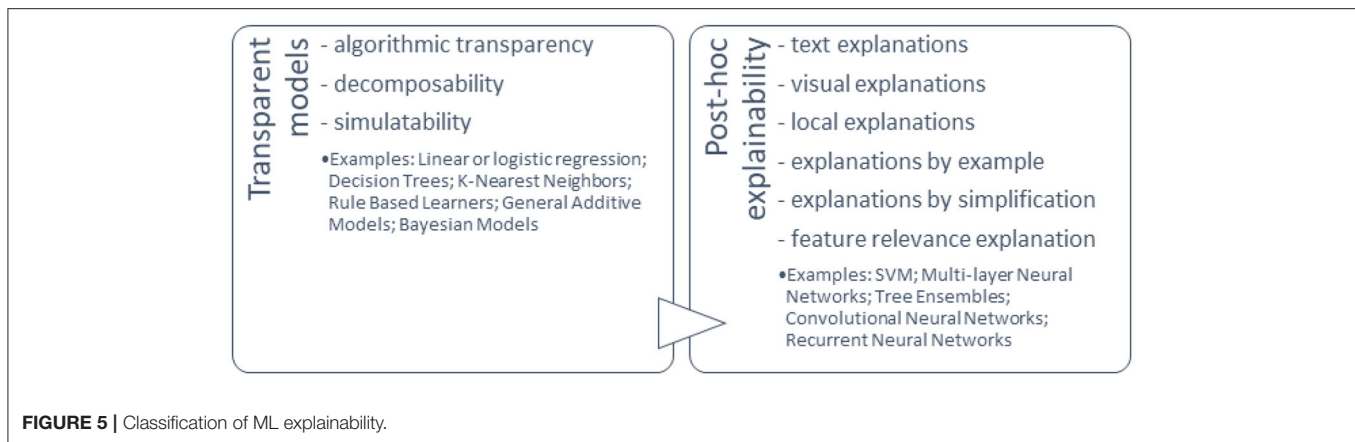 Transparent
models
- algorithmic transparency
- decomposability
- simulatability
•Examples: Linear or logistic regression;
Decision Trees; K-Nearest Neighbors;
Rule Based Learners; General Additive
Models; Bayesian Models
Post-hoc
explainability
- text explanations
- visual explanations
- local explanations
- explanations by example
- explanations by simplification
- feature relevance explanation
•Examples: SVM; Multi-layer Neural
Networks; Tree Ensembles;
Convolutional Neural Networks;
Recurrent Neural Networks
FIGURE 5 | Classification of ML explainability.